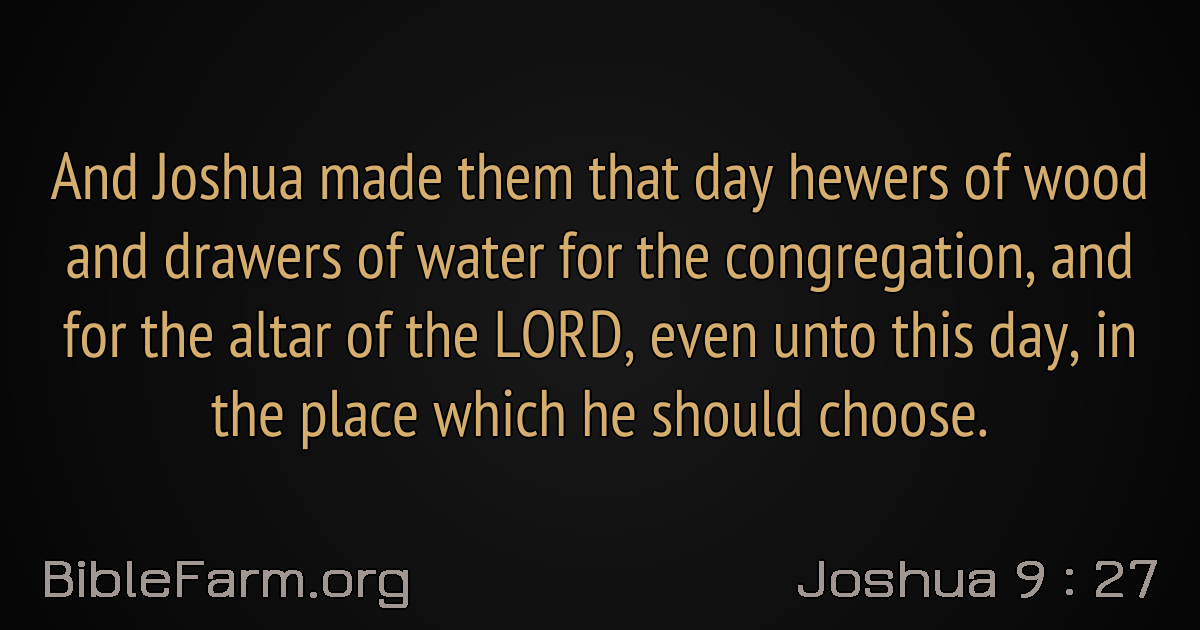 And Joshua made them that day hewers of wood
and drawers of water for the congregation, and
for the altar of the LORD, even unto this day, in
the place which he should choose.
BibleFarm.org
Joshua 9 : 27